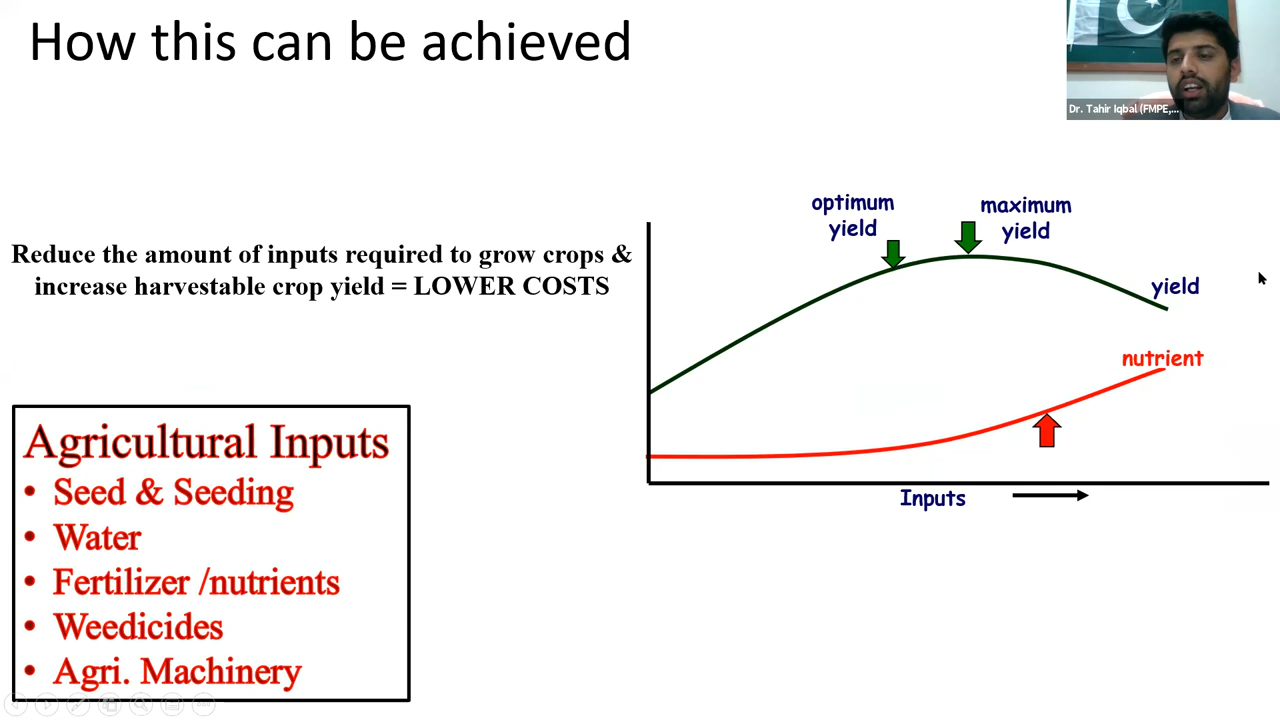 How this can be achieved
Dr. Tahir Iqbal (FMPE,...
Reduce the amount of inputs required to grow crops &
increase harvestable crop yield = LOWER COSTS
optimum
yield
maximum
yield
yield
nutrient
Inputs
Agricultural Inputs
• Seed & Seeding
• Water
• Fertilizer /nutrients
• Weedicides
• Agri. Machinery